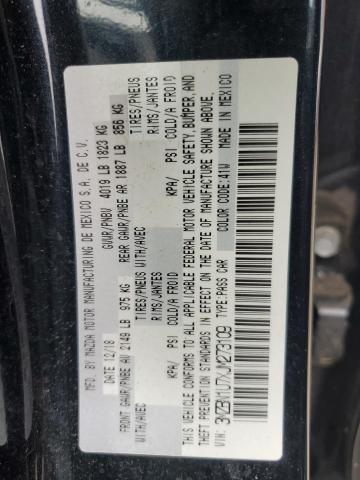 MFG. BY MAZDA MOTOR MANUFACTURING DE MEXICO S.A. DE C.V.
DATE 12/18 GVWR/PNBV 4019 LB 1823 KG
FRONT GAWR/PNBE AV 2149 LB 975 KG REAR GAWR/PNBE AR 1887 LB 856 KG
WITH/AVEC TIRES/PNEUS WITH/AVEC TIRES/PNEUS
RIMS/JANTES RIMS/JANTES
KPA/ PSI COLD/A FROID KPA/ PSI COLD/A FROID
THIS VEHICLE CONFORMS TO ALL APPLICABLE FEDERAL MOTOR VEHICLE SAFETY,BUMPER,AND
THEFT PREVENTION STANDARDS IN EFFECT ON THE DATE OF MANUFACTURE SHOWN ABOVE.
VIN: 3MZBN1U7XJM273109 TYPE:PASS CAR COLOR CODE:41W MADE IN MEXICO